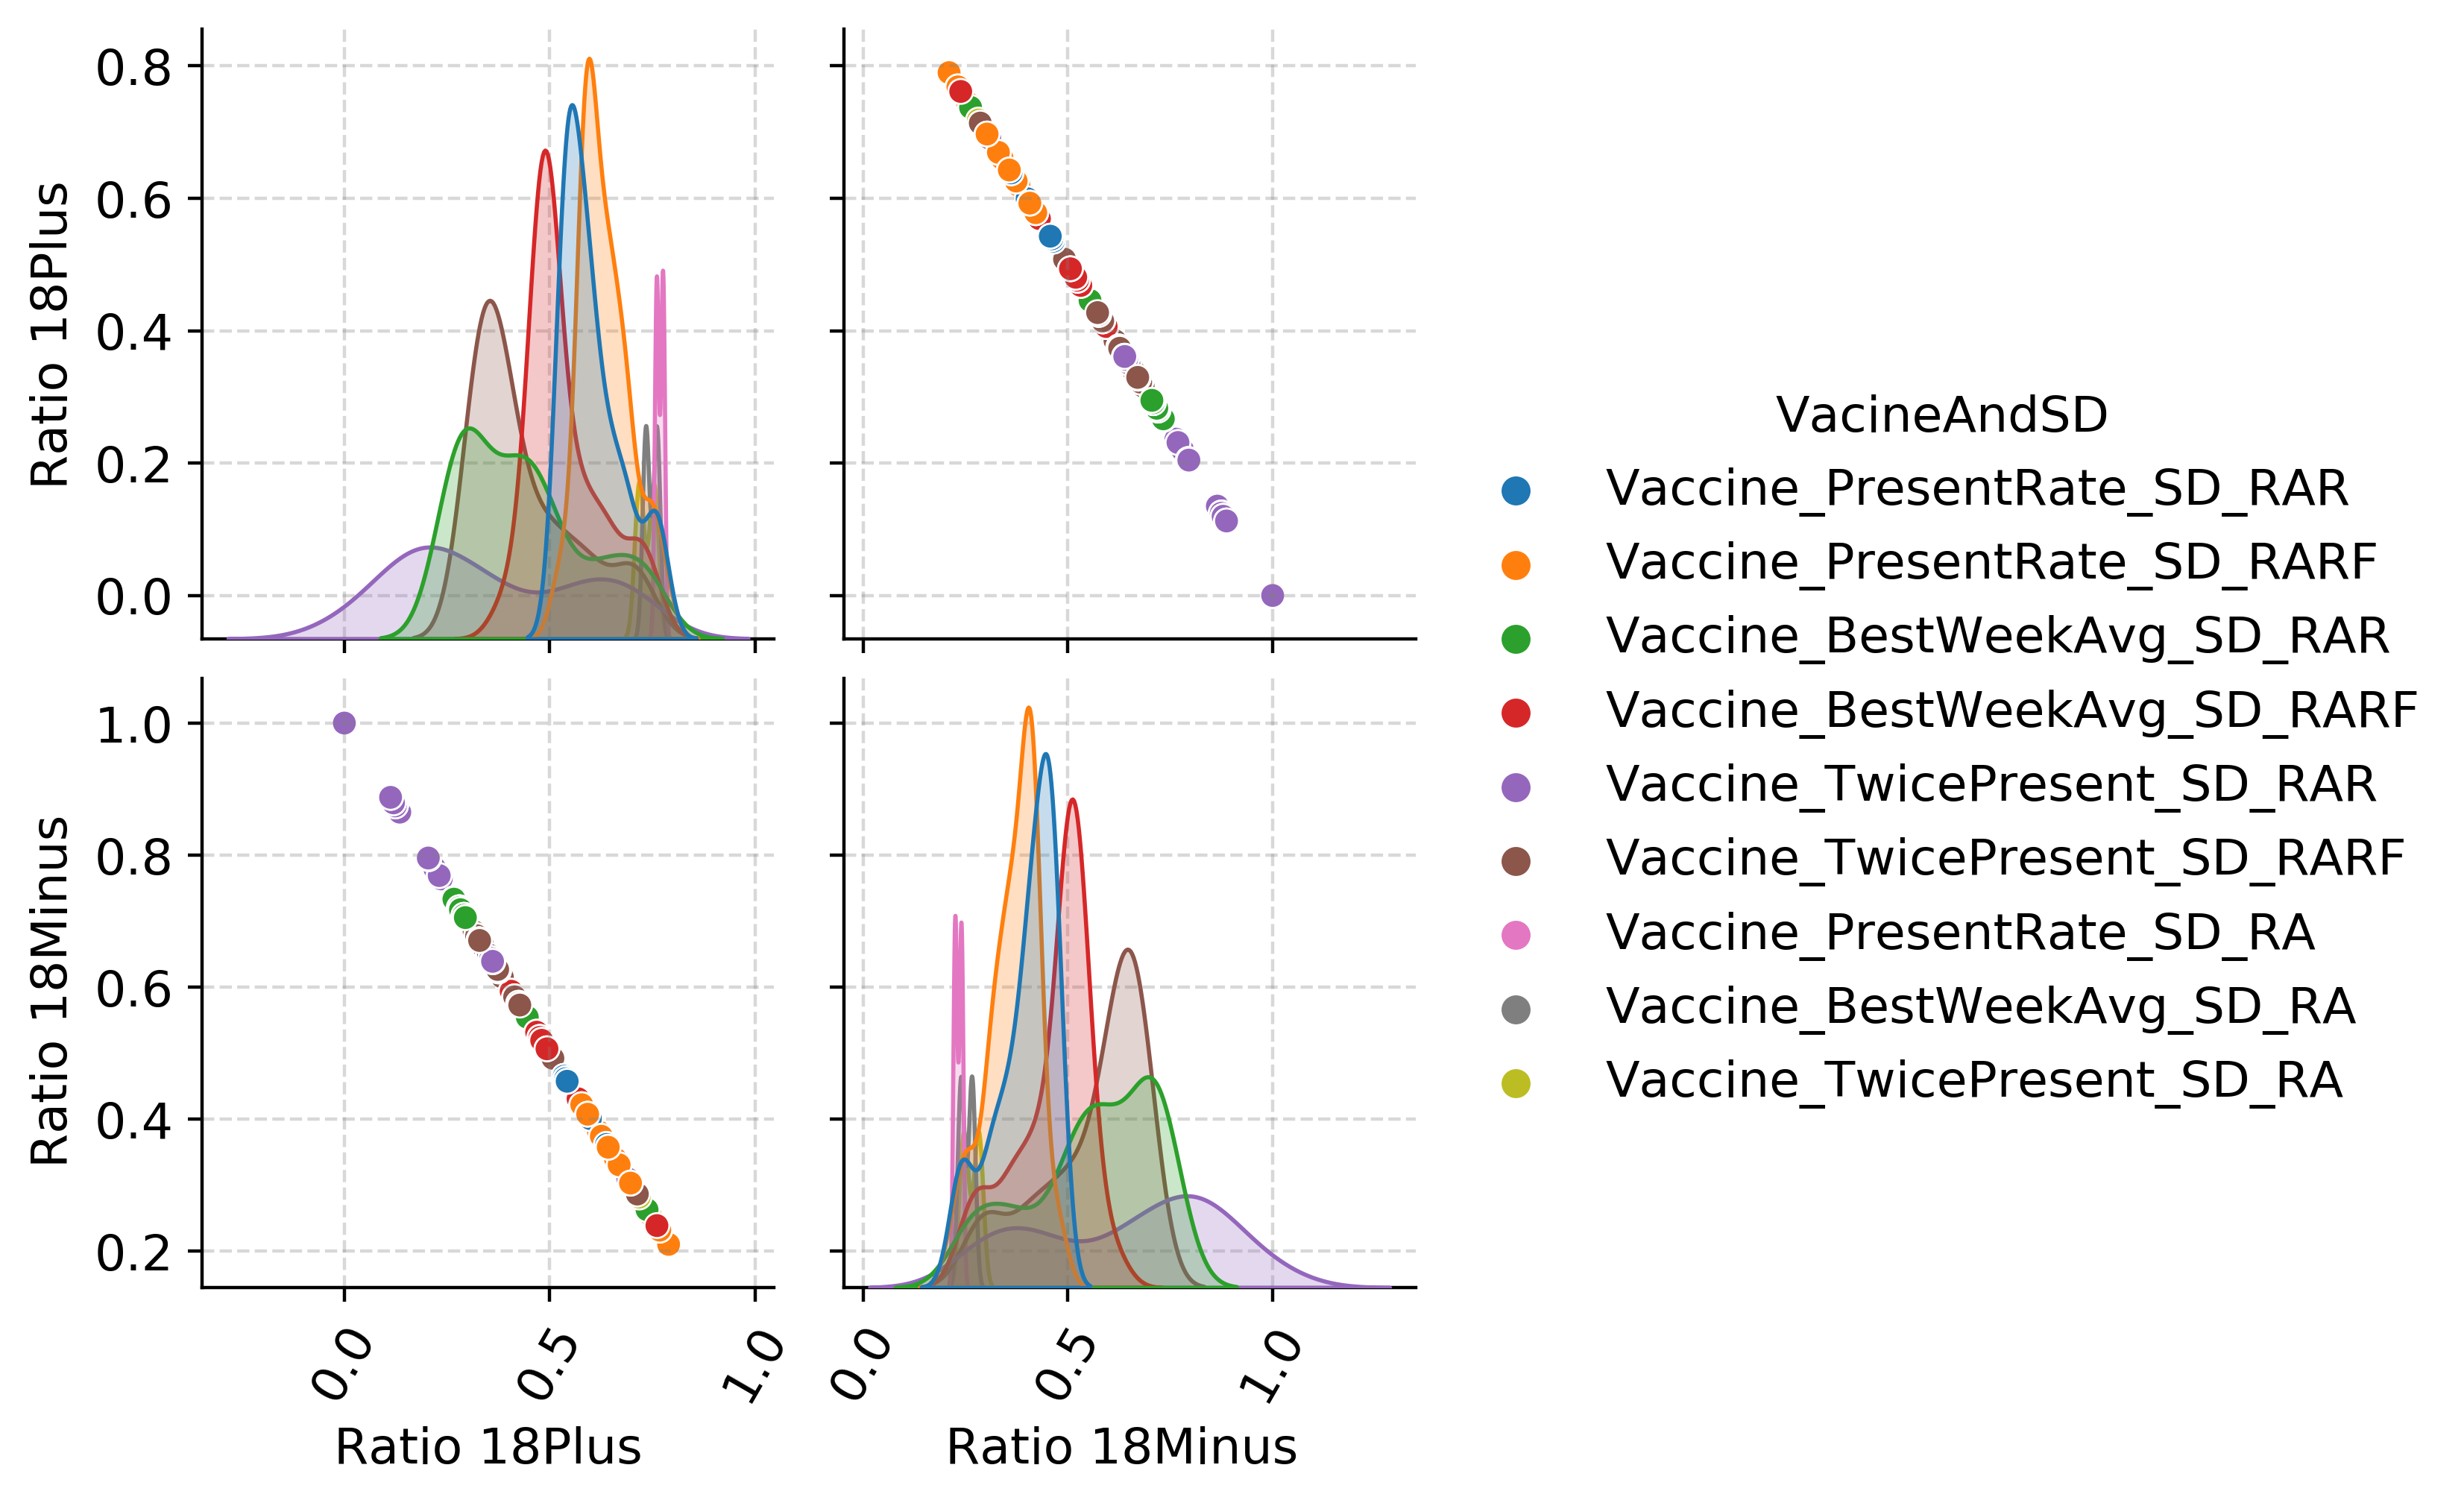 0.8
0.6
0.4
0.2
0.0
Ratio 18Plus
1.0
0.8
0.6
0.4
0.2
Ratio 18Minus
0.0
0.5
1.0
Ratio 18Plus
0.0
0.5
1.0
Ratio 18Minus
VacineAndSD
Vaccine_PresentRate_SD_RAR
Vaccine_PresentRate_SD_RARF
Vaccine_BestWeekAvg_SD_RAR
Vaccine_BestWeekAvg_SD_RARF
Vaccine_TwicePresent_SD_RAR
Vaccine_TwicePresent_SD_RARF
Vaccine_PresentRate_SD_RA
Vaccine_BestWeekAvg_SD_RA
Vaccine_TwicePresent_SD_RA